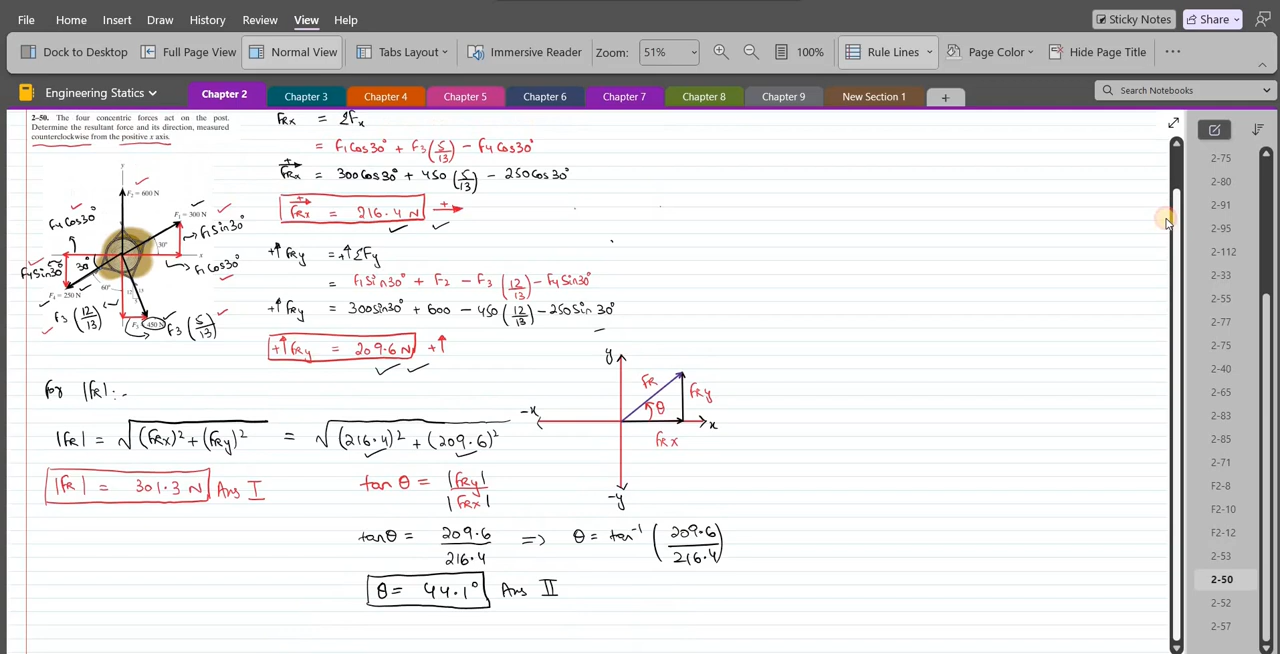 File Home Insert Draw History Review View Help
Sticky Notes Share
Dock to Desktop Full Page View Normal View Tabs Layout Immersive Reader Zoom: 51% 100% Rule Lines Page Color Hide Page Title
Engineering Statics Chapter 2 Chapter 3 Chapter 4 Chapter 5 Chapter 6 Chapter 7 Chapter 8 Chapter 9 New Section 1 +
Search Notebooks
2–50. The four concentric forces act on the post.
Determine the resultant force and its direction, measured
counterclockwise from the positive x axis.
y
F₂ = 600 N
F₁ = 300 N
F4 Cos30°
F1 Sin30°
30°
x
F4 Sin30°
30°
F1 Cos30°
F₄ = 250 N
60°
12
13
5
F3 (12/13)
F₃ = 450 N
F3 (5/13)
FRx = ΣFx
= F1 Cos30° + F3 (5/13) - F4 Cos30°
FRx = 300Cos30° + 450 (5/13) - 250Cos30°
FRx = 216.4 N +
+↑ FRy = +↑ ΣFy
F1 Sin30° + F2 - F3 (12/13) - F4 Sin30°
+↑ FRy = 300Sin30° + 600 - 450 (12/13) - 250 Sin 30°
+↑ FRy = 209.6 N +↑
For |FR| :-
|FR| = √(FRx)² + (FRy)² = √(216.4)² + (209.6)²
|FR| = 301.3 N Ans I
y
FR
FRy
θ
-x
x
FRx
-y
tan θ = |FRy| / |FRx|
tanθ = 209.6 / 216.4 => θ = tan⁻¹ (209.6 / 216.4)
θ = 44.1° Ans II
2-75
2-80
2-91
2-95
2-112
2-33
2-55
2-77
2-75
2-40
2-65
2-83
2-85
2-71
F2-8
F2-10
F2-12
2-53
2-50
2-52
2-57